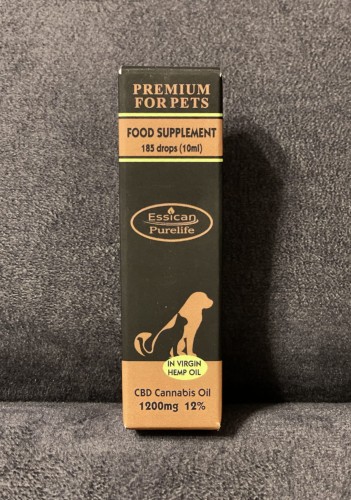 PREMIUM
FOR PETS
FOOD SUPPLEMENT
185 drops (10ml)
Essican
Purelife
IN VIRGIN
HEMP OIL
CBD Cannabis Oil
1200mg 12%